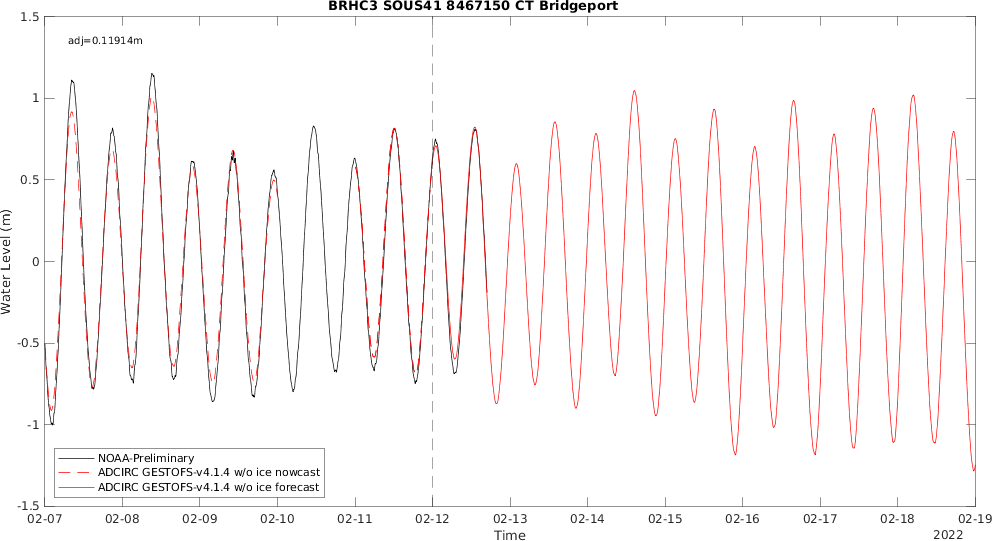 BRHC3 SOUS41 8467150 CT Bridgeport
adj=0.11914m
1.5
1
0.5
0
-0.5
-1
-1.5
Water Level (m)
NOAA-Preliminary
ADCIRC GESTOFS-v4.1.4 w/o ice nowcast
ADCIRC GESTOFS-v4.1.4 w/o ice forecast
02-07 02-08 02-09 02-10 02-11 02-12 02-13 02-14 02-15 02-16 02-17 02-18 02-19
Time
2022